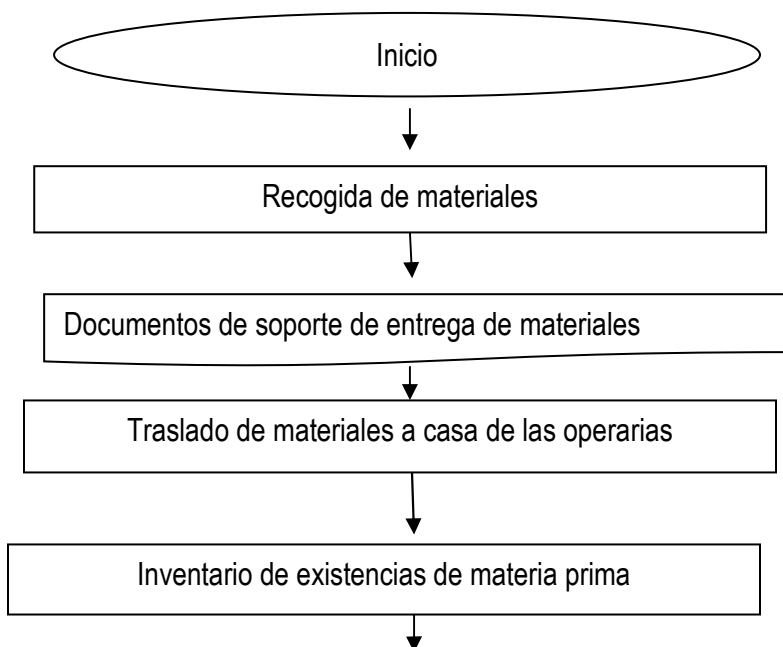 Inicio
Recogida de materiales
Documentos de soporte de entrega de materiales
Traslado de materiales a casa de las operarias
Inventario de existencias de materia prima